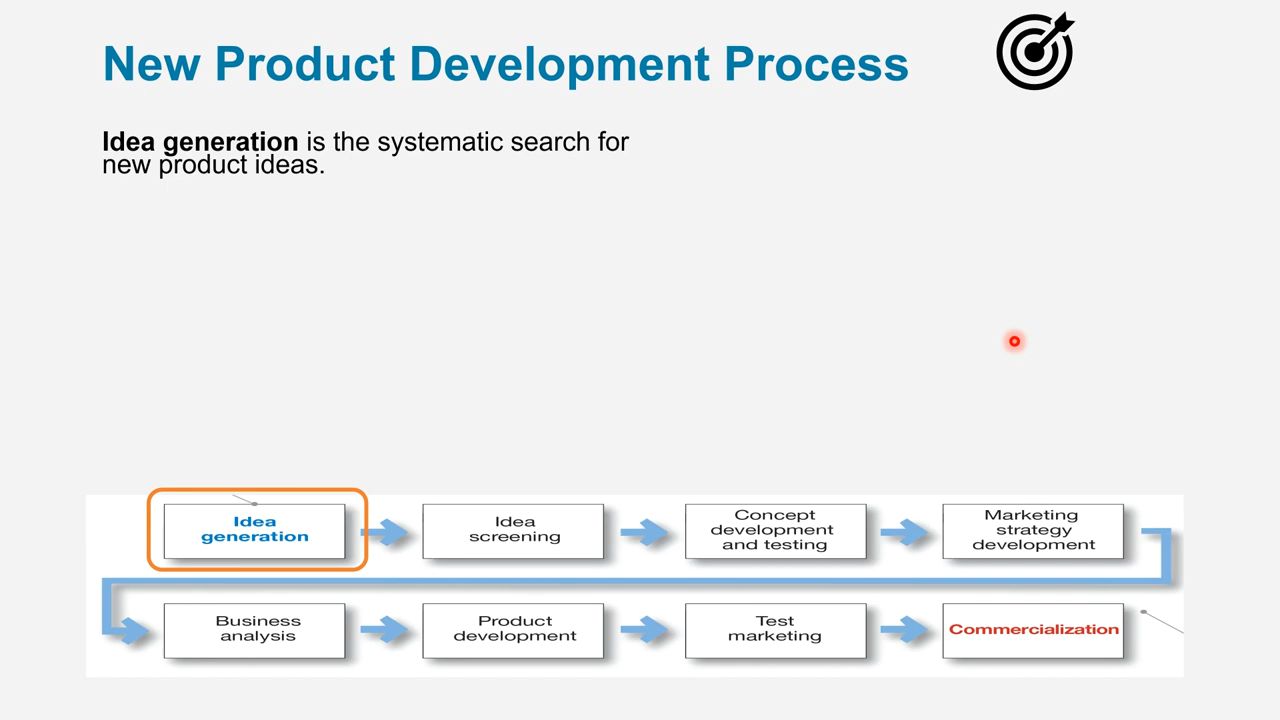 New Product Development Process
Idea generation is the systematic search for
new product ideas.
Idea
generation
Idea
screening
Concept
development
and testing
Marketing
strategy
development
Business
analysis
Product
development
Test
marketing
Commercialization